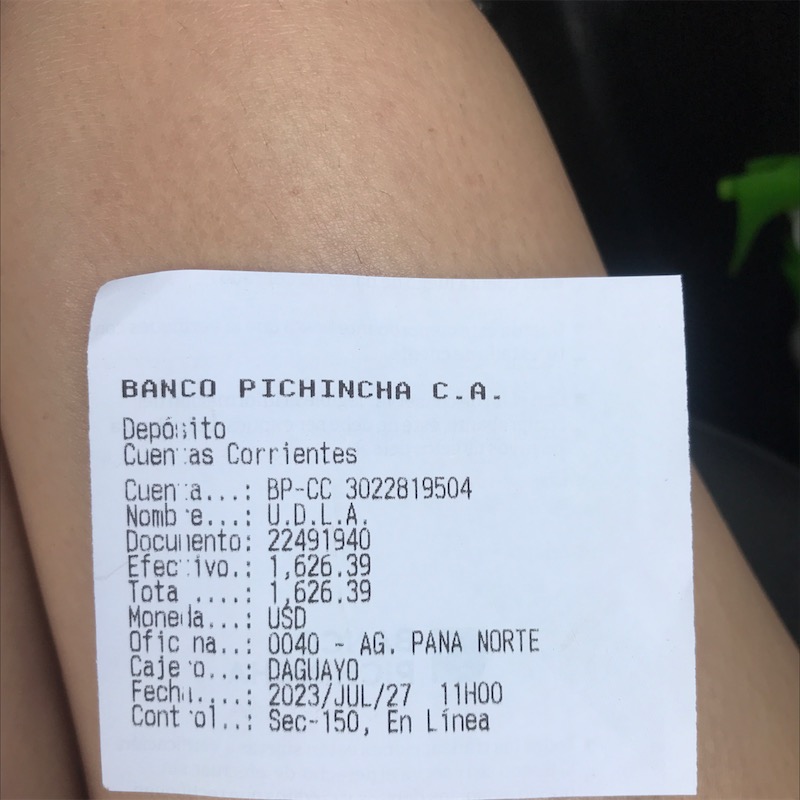 BANCO PICHINCHA C.A.
Depósito
Cuentas Corrientes
Cuenta...: BP-CC 3022819504
Nombre...: U.D.L.A.
Documento: 22491940
Efectivo.: 1,626.39
Total ....: 1,626.39
Moneda...: USD
Oficina..: 0040 - AG. PANA NORTE
Cajero...: DAGUAYO
Fecha....: 2023/JUL/27 11H00
Control..: Sec-150, En Línea